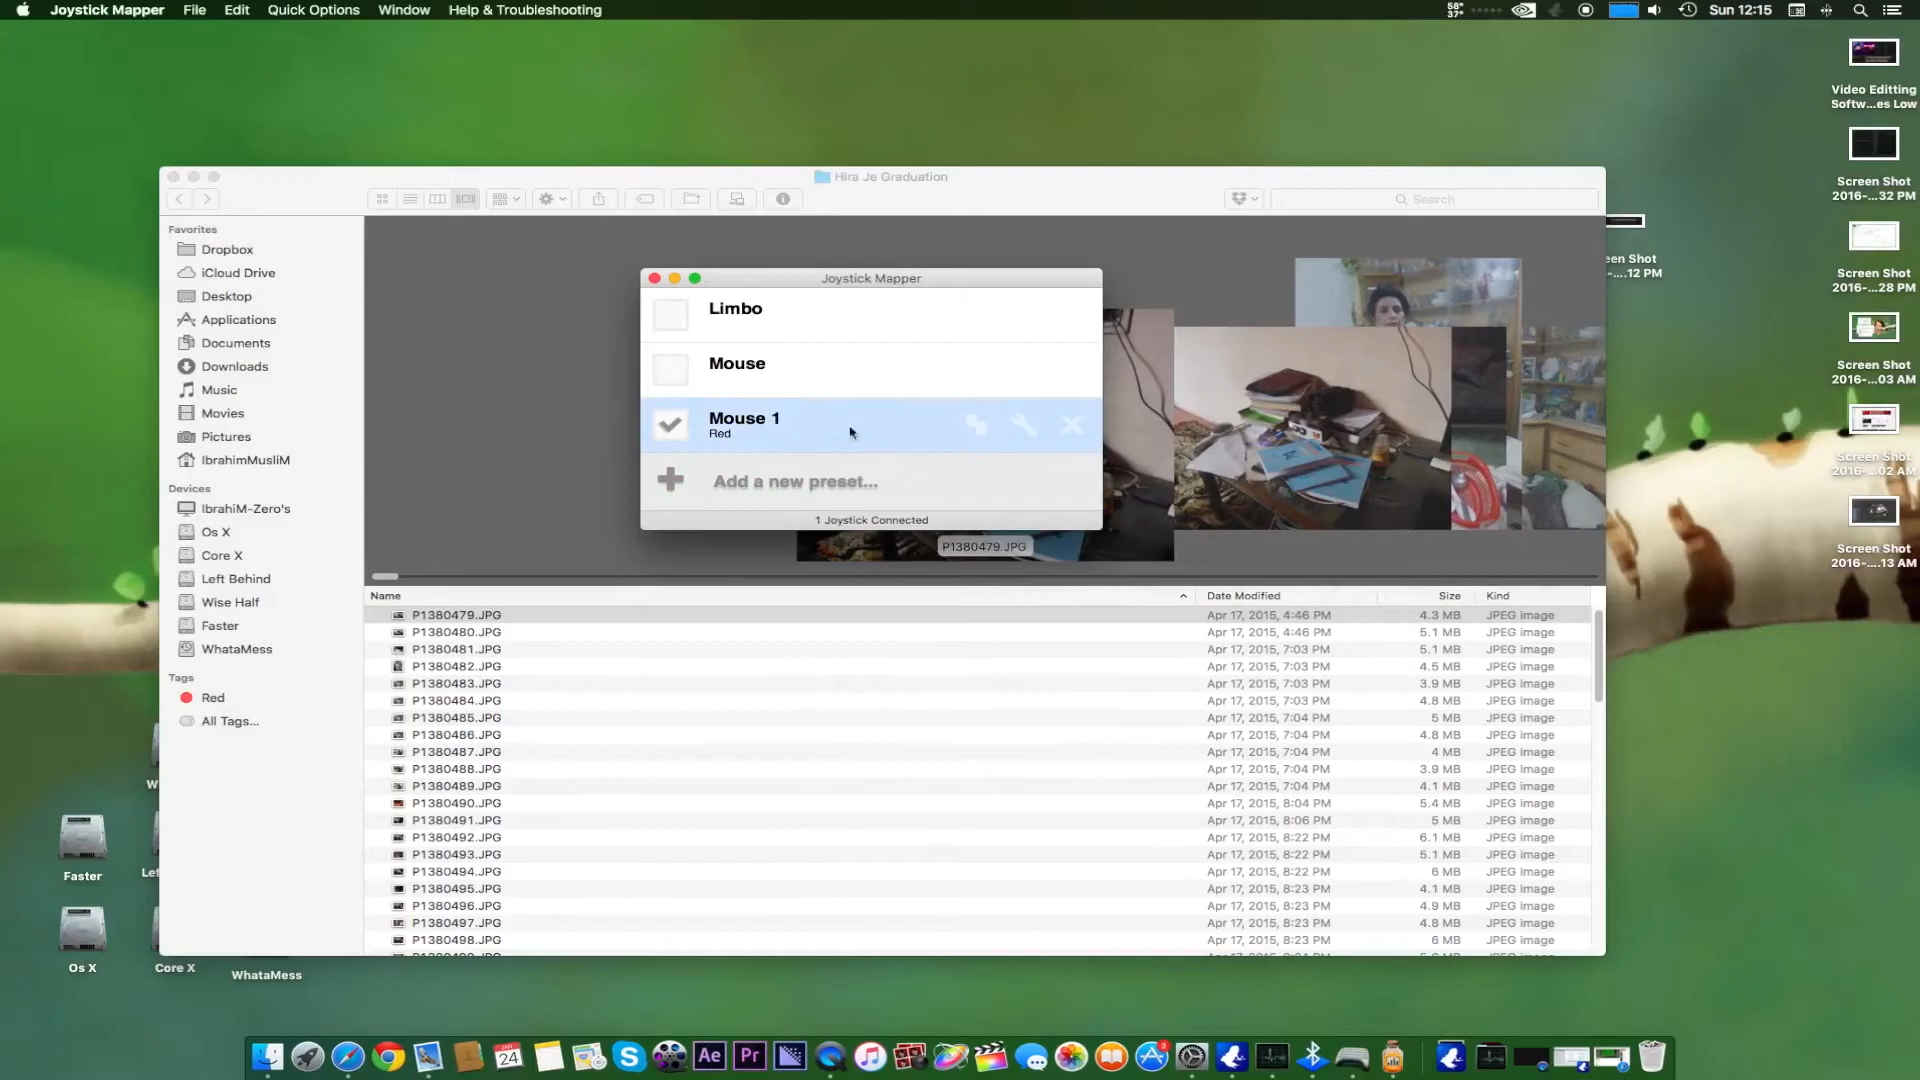 Joystick Mapper File Edit Quick Options Window Help & Troubleshooting
58° 37° Sun 12:15
Video Editting
Softw...es Low
Screen Shot
2016-...32 PM
Screen Shot
2016-...28 PM
Screen Shot
2016-...03 AM
Screen Shot
2016-...02 AM
Screen Shot
2016-....13 AM
een Shot
-....12 PM
Hira Je Graduation
Search
Favorites
Dropbox
iCloud Drive
Desktop
Applications
Documents
Downloads
Music
Movies
Pictures
IbrahimMusliM
Devices
IbrahiM-Zero's
Os X
Core X
Left Behind
Wise Half
Faster
WhataMess
Tags
Red
All Tags...
Joystick Mapper
Limbo
Mouse
Mouse 1
Red
Add a new preset...
1 Joystick Connected
P1380479.JPG
Name Date Modified Size Kind
P1380479.JPG Apr 17, 2015, 4:46 PM 4.3 MB JPEG image
P1380480.JPG Apr 17, 2015, 4:46 PM 5.1 MB JPEG image
P1380481.JPG Apr 17, 2015, 7:03 PM 5.1 MB JPEG image
P1380482.JPG Apr 17, 2015, 7:03 PM 4.5 MB JPEG image
P1380483.JPG Apr 17, 2015, 7:03 PM 3.9 MB JPEG image
P1380484.JPG Apr 17, 2015, 7:03 PM 4.8 MB JPEG image
P1380485.JPG Apr 17, 2015, 7:04 PM 5 MB JPEG image
P1380486.JPG Apr 17, 2015, 7:04 PM 4.8 MB JPEG image
P1380487.JPG Apr 17, 2015, 7:04 PM 4 MB JPEG image
P1380488.JPG Apr 17, 2015, 7:04 PM 3.9 MB JPEG image
P1380489.JPG Apr 17, 2015, 7:04 PM 4.1 MB JPEG image
P1380490.JPG Apr 17, 2015, 8:04 PM 5.4 MB JPEG image
P1380491.JPG Apr 17, 2015, 8:06 PM 5 MB JPEG image
P1380492.JPG Apr 17, 2015, 8:22 PM 6.1 MB JPEG image
P1380493.JPG Apr 17, 2015, 8:22 PM 5.1 MB JPEG image
P1380494.JPG Apr 17, 2015, 8:22 PM 6 MB JPEG image
P1380495.JPG Apr 17, 2015, 8:23 PM 4.1 MB JPEG image
P1380496.JPG Apr 17, 2015, 8:23 PM 4.9 MB JPEG image
P1380497.JPG Apr 17, 2015, 8:23 PM 4.8 MB JPEG image
P1380498.JPG Apr 17, 2015, 8:23 PM 6 MB JPEG image
W
Faster
Lef
Os X
Core X
WhataMess
JAN
24
Ae
Pr
3